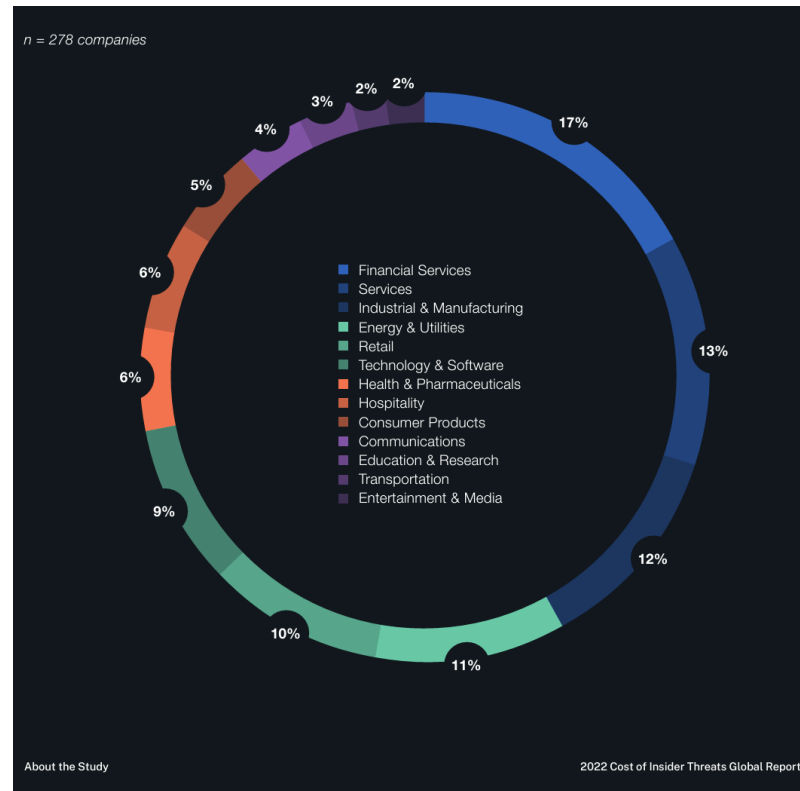 n = 278 companies
2%
2%
3%
4%
17%
5%
6%
Financial Services
Services
Industrial & Manufacturing
Energy & Utilities
Retail
13%
Technology & Software
6%
Health & Pharmaceuticals
Hospitality
Consumer Products
Communications
Education & Research
Transportation
Entertainment & Media
9%
12%
10%
11%
About the Study
2022 Cost of Insider Threats Global Report